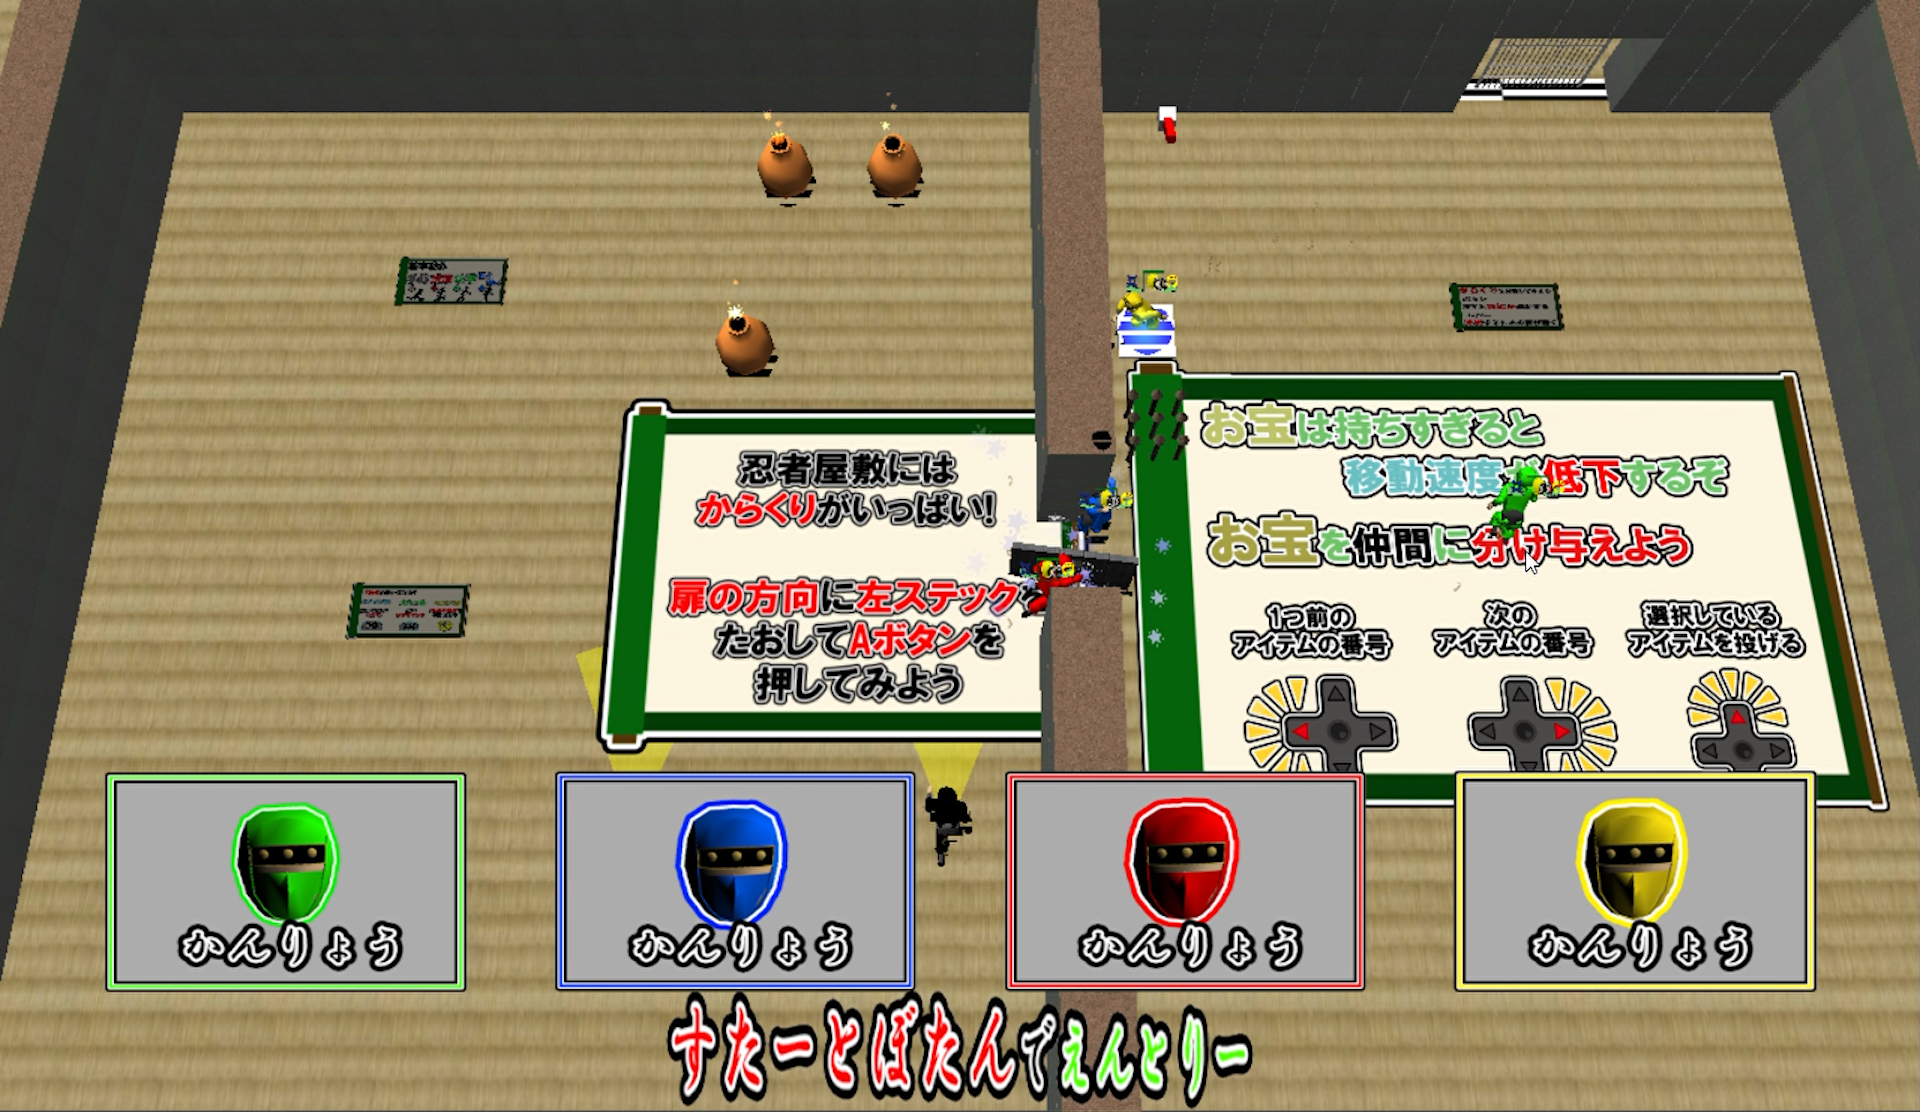 忍者屋敷には
からくりがいっぱい!
扉の方向に左スティック
たおしてAボタンを
押してみよう
お宝は持ちすぎると
移動速度が低下するぞ
お宝を仲間に分け与えよう
1つ前の
アイテムの番号
次の
アイテムの番号
選択している
アイテムを投げる
かんりょう
かんりょう
かんりょう
かんりょう
すたーとぼたんでえんとりー